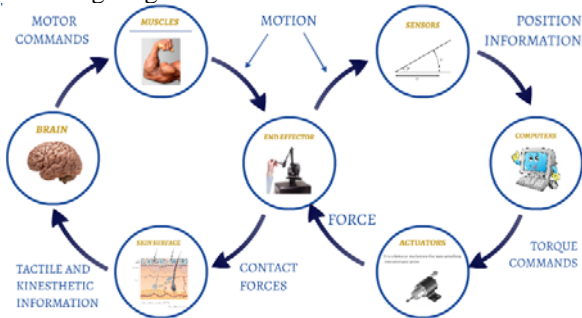 MOTOR
COMMANDS
MUSCLES
MOTION
SENSORS
POSITION
INFORMATION
BRAIN
END EFFECTOR
COMPUTERS
FORCE
SKIN SURFACE
ACTUATORS
TACTILE AND
KINESTHETIC
INFORMATION
CONTACT
FORCES
TORQUE
COMMANDS